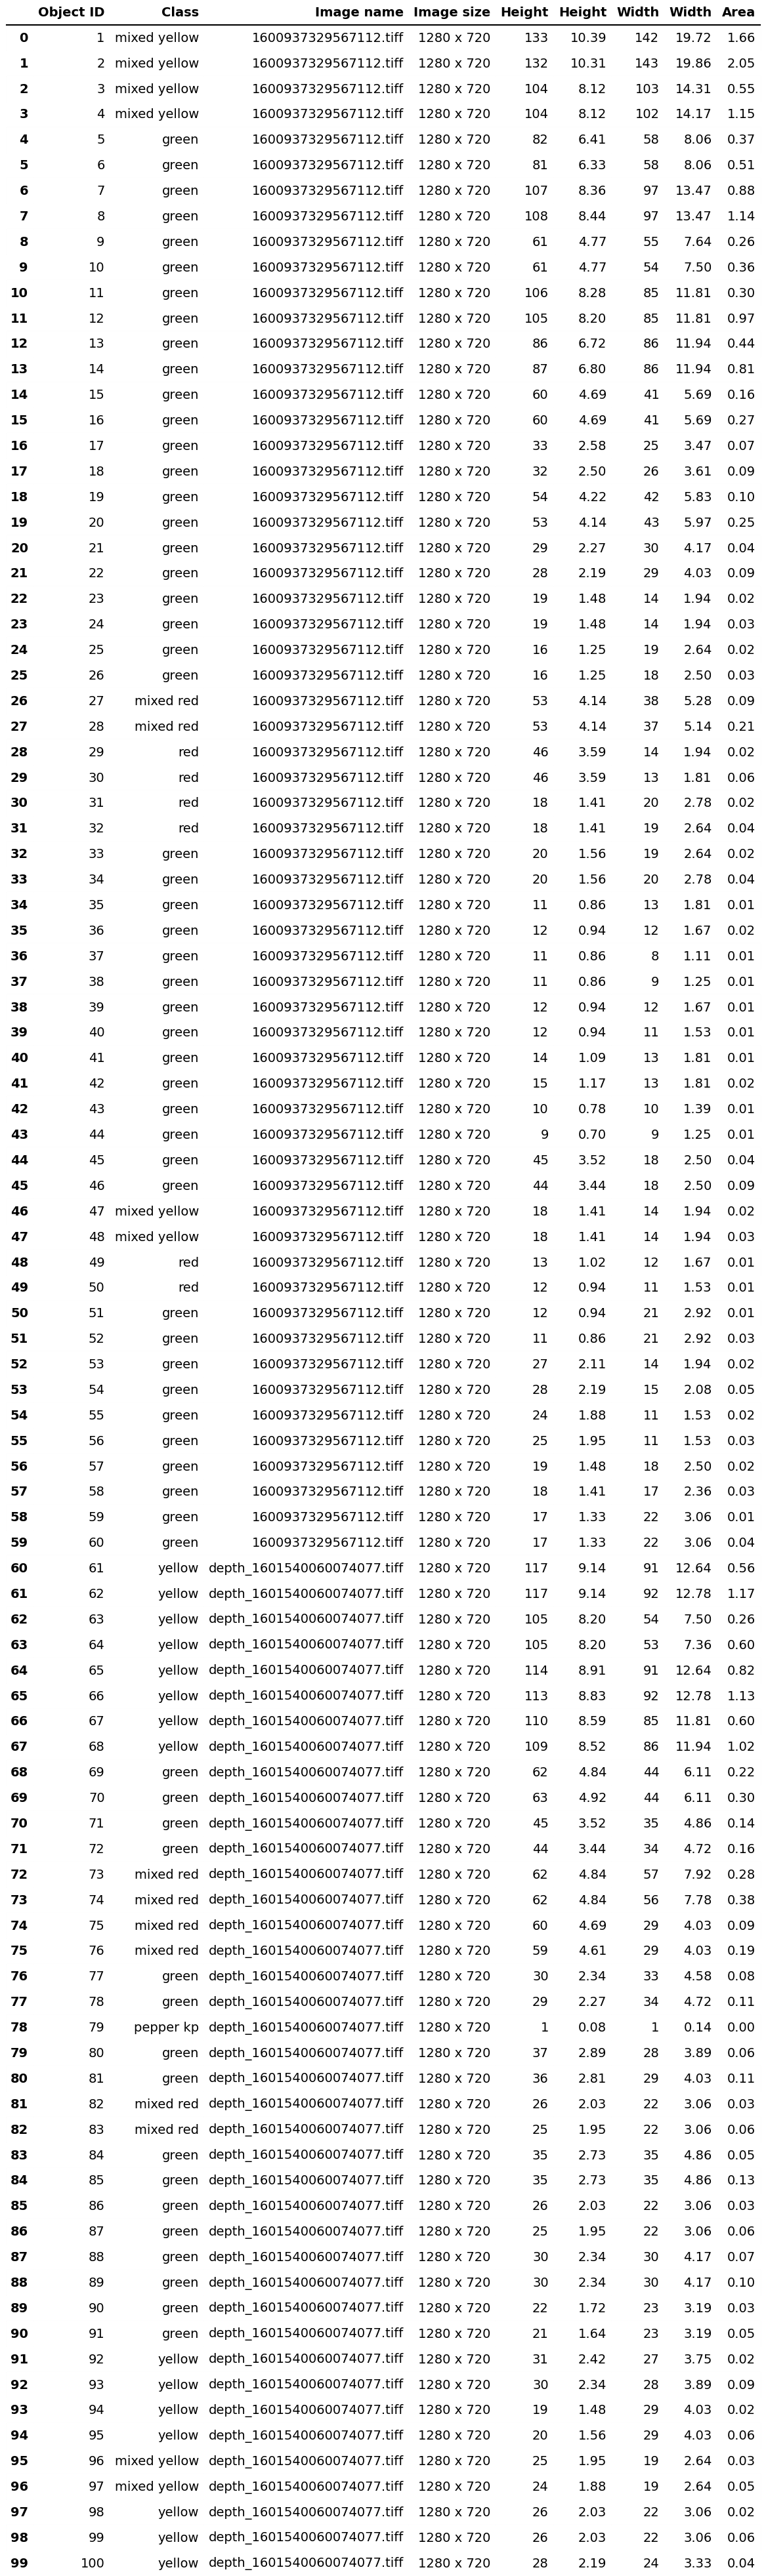 Object ID Class Image name Image size Height Height Width Width Area
0 1 mixed yellow 1600937329567112.tiff 1280 x 720 133 10.39 142 19.72 1.66
1 2 mixed yellow 1600937329567112.tiff 1280 x 720 132 10.31 143 19.86 2.05
2 3 mixed yellow 1600937329567112.tiff 1280 x 720 104 8.12 103 14.31 0.55
3 4 mixed yellow 1600937329567112.tiff 1280 x 720 104 8.12 102 14.17 1.15
4 5 green 1600937329567112.tiff 1280 x 720 82 6.41 58 8.06 0.37
5 6 green 1600937329567112.tiff 1280 x 720 81 6.33 58 8.06 0.51
6 7 green 1600937329567112.tiff 1280 x 720 107 8.36 97 13.47 0.88
7 8 green 1600937329567112.tiff 1280 x 720 108 8.44 97 13.47 1.14
8 9 green 1600937329567112.tiff 1280 x 720 61 4.77 55 7.64 0.26
9 10 green 1600937329567112.tiff 1280 x 720 61 4.77 54 7.50 0.36
10 11 green 1600937329567112.tiff 1280 x 720 106 8.28 85 11.81 0.30
11 12 green 1600937329567112.tiff 1280 x 720 105 8.20 85 11.81 0.97
12 13 green 1600937329567112.tiff 1280 x 720 86 6.72 86 11.94 0.44
13 14 green 1600937329567112.tiff 1280 x 720 87 6.80 86 11.94 0.81
14 15 green 1600937329567112.tiff 1280 x 720 60 4.69 41 5.69 0.16
15 16 green 1600937329567112.tiff 1280 x 720 60 4.69 41 5.69 0.27
16 17 green 1600937329567112.tiff 1280 x 720 33 2.58 25 3.47 0.07
17 18 green 1600937329567112.tiff 1280 x 720 32 2.50 26 3.61 0.09
18 19 green 1600937329567112.tiff 1280 x 720 54 4.22 42 5.83 0.10
19 20 green 1600937329567112.tiff 1280 x 720 53 4.14 43 5.97 0.25
20 21 green 1600937329567112.tiff 1280 x 720 29 2.27 30 4.17 0.04
21 22 green 1600937329567112.tiff 1280 x 720 28 2.19 29 4.03 0.09
22 23 green 1600937329567112.tiff 1280 x 720 19 1.48 14 1.94 0.02
23 24 green 1600937329567112.tiff 1280 x 720 19 1.48 14 1.94 0.03
24 25 green 1600937329567112.tiff 1280 x 720 16 1.25 19 2.64 0.02
25 26 green 1600937329567112.tiff 1280 x 720 16 1.25 18 2.50 0.03
26 27 mixed red 1600937329567112.tiff 1280 x 720 53 4.14 38 5.28 0.09
27 28 mixed red 1600937329567112.tiff 1280 x 720 53 4.14 37 5.14 0.21
28 29 red 1600937329567112.tiff 1280 x 720 46 3.59 14 1.94 0.02
29 30 red 1600937329567112.tiff 1280 x 720 46 3.59 13 1.81 0.06
30 31 red 1600937329567112.tiff 1280 x 720 18 1.41 20 2.78 0.02
31 32 red 1600937329567112.tiff 1280 x 720 18 1.41 19 2.64 0.04
32 33 green 1600937329567112.tiff 1280 x 720 20 1.56 19 2.64 0.02
33 34 green 1600937329567112.tiff 1280 x 720 20 1.56 20 2.78 0.04
34 35 green 1600937329567112.tiff 1280 x 720 11 0.86 13 1.81 0.01
35 36 green 1600937329567112.tiff 1280 x 720 12 0.94 12 1.67 0.02
36 37 green 1600937329567112.tiff 1280 x 720 11 0.86 8 1.11 0.01
37 38 green 1600937329567112.tiff 1280 x 720 11 0.86 9 1.25 0.01
38 39 green 1600937329567112.tiff 1280 x 720 12 0.94 12 1.67 0.01
39 40 green 1600937329567112.tiff 1280 x 720 12 0.94 11 1.53 0.01
40 41 green 1600937329567112.tiff 1280 x 720 14 1.09 13 1.81 0.01
41 42 green 1600937329567112.tiff 1280 x 720 15 1.17 13 1.81 0.02
42 43 green 1600937329567112.tiff 1280 x 720 10 0.78 10 1.39 0.01
43 44 green 1600937329567112.tiff 1280 x 720 9 0.70 9 1.25 0.01
44 45 green 1600937329567112.tiff 1280 x 720 45 3.52 18 2.50 0.04
45 46 green 1600937329567112.tiff 1280 x 720 44 3.44 18 2.50 0.09
46 47 mixed yellow 1600937329567112.tiff 1280 x 720 18 1.41 14 1.94 0.02
47 48 mixed yellow 1600937329567112.tiff 1280 x 720 18 1.41 14 1.94 0.03
48 49 red 1600937329567112.tiff 1280 x 720 13 1.02 12 1.67 0.01
49 50 red 1600937329567112.tiff 1280 x 720 12 0.94 11 1.53 0.01
50 51 green 1600937329567112.tiff 1280 x 720 12 0.94 21 2.92 0.01
51 52 green 1600937329567112.tiff 1280 x 720 11 0.86 21 2.92 0.03
52 53 green 1600937329567112.tiff 1280 x 720 27 2.11 14 1.94 0.02
53 54 green 1600937329567112.tiff 1280 x 720 28 2.19 15 2.08 0.05
54 55 green 1600937329567112.tiff 1280 x 720 24 1.88 11 1.53 0.02
55 56 green 1600937329567112.tiff 1280 x 720 25 1.95 11 1.53 0.03
56 57 green 1600937329567112.tiff 1280 x 720 19 1.48 18 2.50 0.02
57 58 green 1600937329567112.tiff 1280 x 720 18 1.41 17 2.36 0.03
58 59 green 1600937329567112.tiff 1280 x 720 17 1.33 22 3.06 0.01
59 60 green 1600937329567112.tiff 1280 x 720 17 1.33 22 3.06 0.04
60 61 yellow depth_1601540060074077.tiff 1280 x 720 117 9.14 91 12.64 0.56
61 62 yellow depth_1601540060074077.tiff 1280 x 720 117 9.14 92 12.78 1.17
62 63 yellow depth_1601540060074077.tiff 1280 x 720 105 8.20 54 7.50 0.26
63 64 yellow depth_1601540060074077.tiff 1280 x 720 105 8.20 53 7.36 0.60
64 65 yellow depth_1601540060074077.tiff 1280 x 720 114 8.91 91 12.64 0.82
65 66 yellow depth_1601540060074077.tiff 1280 x 720 113 8.83 92 12.78 1.13
66 67 yellow depth_1601540060074077.tiff 1280 x 720 110 8.59 85 11.81 0.60
67 68 yellow depth_1601540060074077.tiff 1280 x 720 109 8.52 86 11.94 1.02
68 69 green depth_1601540060074077.tiff 1280 x 720 62 4.84 44 6.11 0.22
69 70 green depth_1601540060074077.tiff 1280 x 720 63 4.92 44 6.11 0.30
70 71 green depth_1601540060074077.tiff 1280 x 720 45 3.52 35 4.86 0.14
71 72 green depth_1601540060074077.tiff 1280 x 720 44 3.44 34 4.72 0.16
72 73 mixed red depth_1601540060074077.tiff 1280 x 720 62 4.84 57 7.92 0.28
73 74 mixed red depth_1601540060074077.tiff 1280 x 720 62 4.84 56 7.78 0.38
74 75 mixed red depth_1601540060074077.tiff 1280 x 720 60 4.69 29 4.03 0.09
75 76 mixed red depth_1601540060074077.tiff 1280 x 720 59 4.61 29 4.03 0.19
76 77 green depth_1601540060074077.tiff 1280 x 720 30 2.34 33 4.58 0.08
77 78 green depth_1601540060074077.tiff 1280 x 720 29 2.27 34 4.72 0.11
78 79 pepper kp depth_1601540060074077.tiff 1280 x 720 1 0.08 1 0.14 0.00
79 80 green depth_1601540060074077.tiff 1280 x 720 37 2.89 28 3.89 0.06
80 81 green depth_1601540060074077.tiff 1280 x 720 36 2.81 29 4.03 0.11
81 82 mixed red depth_1601540060074077.tiff 1280 x 720 26 2.03 22 3.06 0.03
82 83 mixed red depth_1601540060074077.tiff 1280 x 720 25 1.95 22 3.06 0.06
83 84 green depth_1601540060074077.tiff 1280 x 720 35 2.73 35 4.86 0.05
84 85 green depth_1601540060074077.tiff 1280 x 720 35 2.73 35 4.86 0.13
85 86 green depth_1601540060074077.tiff 1280 x 720 26 2.03 22 3.06 0.03
86 87 green depth_1601540060074077.tiff 1280 x 720 25 1.95 22 3.06 0.06
87 88 green depth_1601540060074077.tiff 1280 x 720 30 2.34 30 4.17 0.07
88 89 green depth_1601540060074077.tiff 1280 x 720 30 2.34 30 4.17 0.10
89 90 green depth_1601540060074077.tiff 1280 x 720 22 1.72 23 3.19 0.03
90 91 green depth_1601540060074077.tiff 1280 x 720 21 1.64 23 3.19 0.05
91 92 yellow depth_1601540060074077.tiff 1280 x 720 31 2.42 27 3.75 0.02
92 93 yellow depth_1601540060074077.tiff 1280 x 720 30 2.34 28 3.89 0.09
93 94 yellow depth_1601540060074077.tiff 1280 x 720 19 1.48 29 4.03 0.02
94 95 yellow depth_1601540060074077.tiff 1280 x 720 20 1.56 29 4.03 0.06
95 96 mixed yellow depth_1601540060074077.tiff 1280 x 720 25 1.95 19 2.64 0.03
96 97 mixed yellow depth_1601540060074077.tiff 1280 x 720 24 1.88 19 2.64 0.05
97 98 yellow depth_1601540060074077.tiff 1280 x 720 26 2.03 22 3.06 0.02
98 99 yellow depth_1601540060074077.tiff 1280 x 720 26 2.03 22 3.06 0.06
99 100 yellow depth_1601540060074077.tiff 1280 x 720 28 2.19 24 3.33 0.04